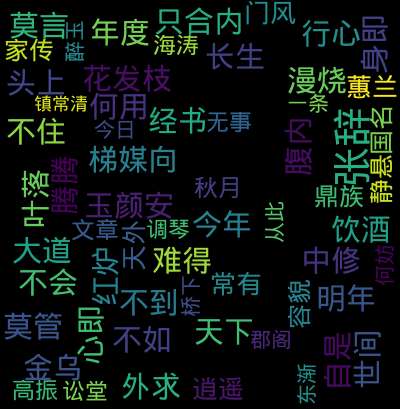 莫言
醉玉
年度
只合内
门风
行心
身即
家传
海涛
长生
头上
花发枝
漫烧
蕙兰
镇常清
何用
一条
不住
今日
经书
无事
腹内
张辞
国名
静悬
梯媒向
腾腾
叶落
玉颜安
秋月
鼎族
文章
天外
调琴
今年
从此
饮酒
大道
红炉
难得
中修
何妨
不会
不到
桥下
常有
容貌
明年
莫管
心即
不如
天下
郡阁
自是
世间
金乌
高振
讼堂
外求
逍遥
东渐